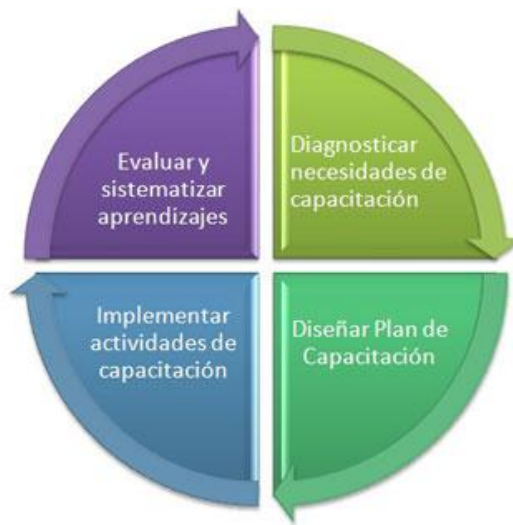 Evaluar y
sistematizar
aprendizajes
Diagnosticar
necesidades de
capacitación
Implementar
actividades de
capacitación
Diseñar Plan de
Capacitación